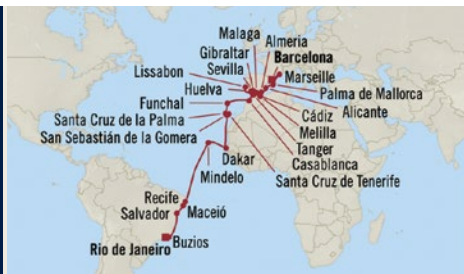 Malaga
Almeria
Gibraltar
Barcelona
Sevilla
Lissabon
Marseille
Huelva
Palma de Mallorca
Funchal
Alicante
Cádiz
Santa Cruz de la Palma
Melilla
San Sebastián de la Gomera
Tanger
Casablanca
Dakar
Santa Cruz de Tenerife
Mindelo
Recife
Salvador
Maceió
Buzios
Rio de Janeiro